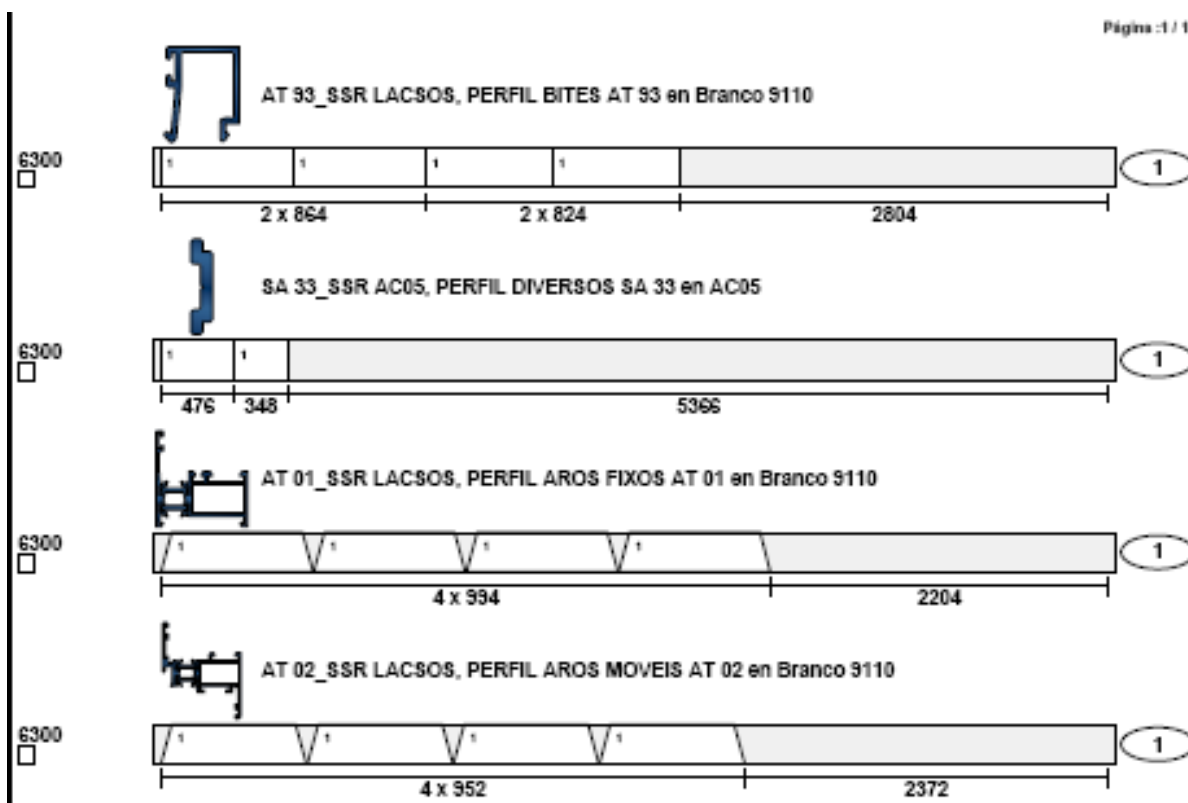 Página :1 / 1
AT 93_SSR LACSOS, PERFIL BITES AT 93 en Branco 9110
6300
1 1 1 1
1
2 x 864 2 x 824 2804
SA 33_SSR AC05, PERFIL DIVERSOS SA 33 en AC05
6300
1 1
1
476 348 5366
AT 01_SSR LACSOS, PERFIL AROS FIXOS AT 01 en Branco 9110
6300
1 1 1 1
1
4 x 994 2204
AT 02_SSR LACSOS, PERFIL AROS MOVEIS AT 02 en Branco 9110
6300
1 1 1 1
1
4 x 952 2372